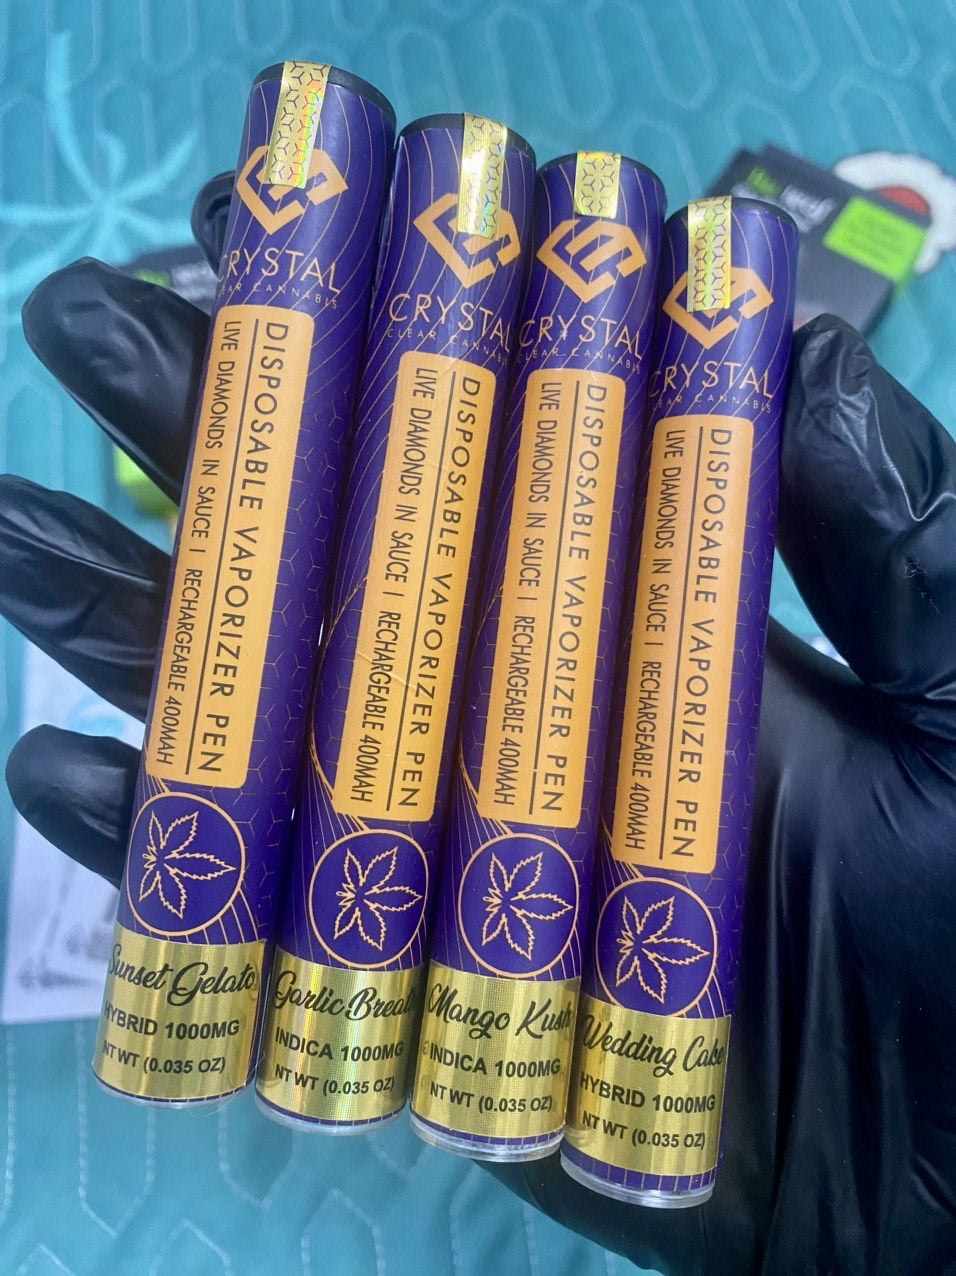 CRYSTAL
CLEAR CANNABIS
DISPOSABLE VAPORIZER PEN
LIVE DIAMONDS IN SAUCE | RECHARGEABLE 400MAH
Sunset Gelato
HYBRID 1000MG
NT WT (0.035 OZ)
CRYSTAL
CLEAR CANNABIS
DISPOSABLE VAPORIZER PEN
LIVE DIAMONDS IN SAUCE | RECHARGEABLE 400MAH
Garlic Breath
INDICA 1000MG
NT WT (0.035 OZ)
CRYSTAL
CLEAR CANNABIS
DISPOSABLE VAPORIZER PEN
LIVE DIAMONDS IN SAUCE | RECHARGEABLE 400MAH
Mango Kush
INDICA 1000MG
NT WT (0.035 OZ)
CRYSTAL
CLEAR CANNABIS
DISPOSABLE VAPORIZER PEN
LIVE DIAMONDS IN SAUCE | RECHARGEABLE 400MAH
Wedding Cake
HYBRID 1000MG
NT WT (0.035 OZ)